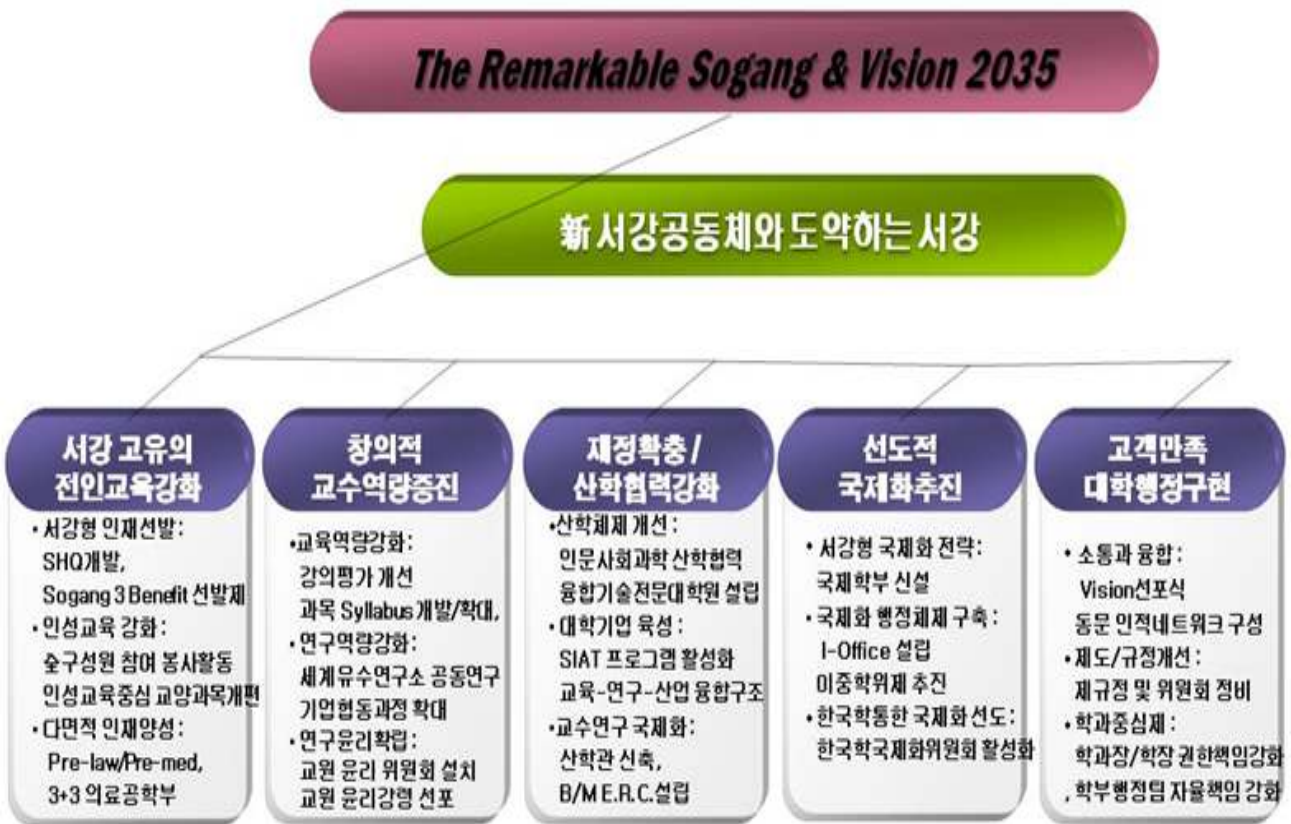 The Remarkable Sogang & Vision 2035
新 서강공동체와 도약하는 서강
서강 고유의
전인교육강화
• 서강형 인재선발 :
SHQ개발,
Sogang 3 Benefit 선발제
• 인성교육 강화 :
숲구성원 참여 봉사활동
인성교육중심 교양과목개편
• 다면적 인재양성 :
Pre-law/Pre-med,
3+3 의료공학부
창의적
교수역량증진
•교육역량강화 :
강의평가 개선
과목 Syllabus 개발/확대,
• 연구역량강화 :
세계유수연구소 공동연구
기업협동과정 확대
• 연구윤리확립 :
교원 윤리 위원회 설치
교원 윤리강령 선포
재정확충 /
산학협력강화
•산학체제 개선 :
인문사회과학 산학협력
융합기술전문대학원 설립
• 대학기업 육성 :
SIAT 프로그램 활성화
교육-연구-산업 융합구조
•교수연구 국제화 :
산학관 신축,
B/M E.R.C.설립
선도적
국제화추진
• 서강형 국제화 전략 :
국제학부 신설
• 국제화 행정체제 구축 :
I-Office 설립
이중학위제 추진
• 한국학통한 국제화 선도 :
한국학국제화위원회 활성화
고객만족
대학행정구현
• 소통과 융합 :
Vision선포식
동문 인적네트워크 구성
• 제도/규정개선 :
제규정 및 위원회 정비
• 학과중심제 :
학과장/학장 권한책임강화
, 학부행정팀 자율책임 강화